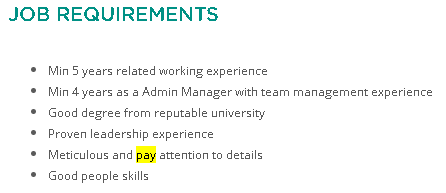 JOB REQUIREMENTS
• Min 5 years related working experience
• Min 4 years as a Admin Manager with team management experience
• Good degree from reputable university
• Proven leadership experience
• Meticulous and pay attention to details
• Good people skills